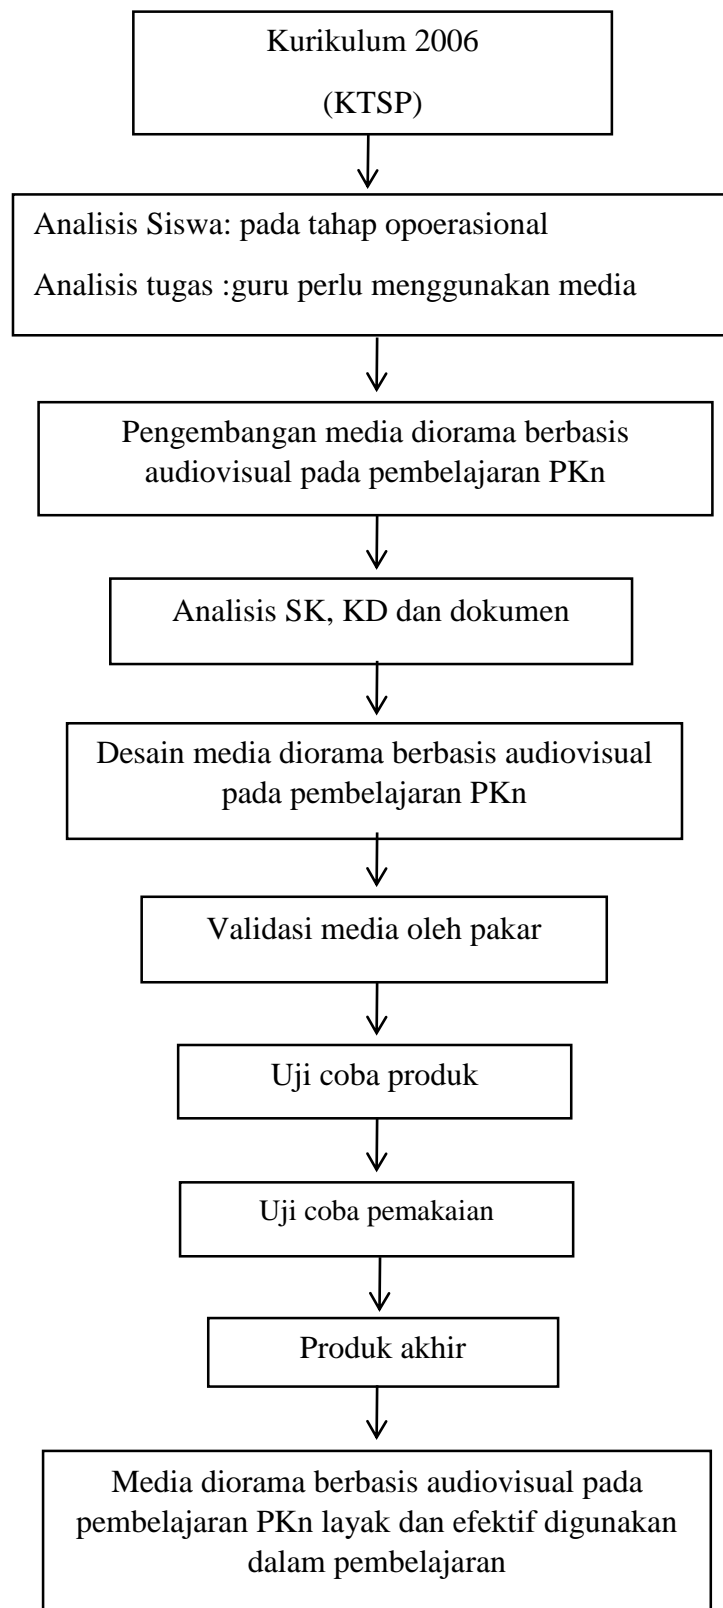 Kurikulum 2006
(KTSP)
Analisis Siswa: pada tahap opoerasional
Analisis tugas :guru perlu menggunakan media
Pengembangan media diorama berbasis
audiovisual pada pembelajaran PKn
Analisis SK, KD dan dokumen
Desain media diorama berbasis audiovisual
pada pembelajaran PKn
Validasi media oleh pakar
Uji coba produk
Uji coba pemakaian
Produk akhir
Media diorama berbasis audiovisual pada
pembelajaran PKn layak dan efektif digunakan
dalam pembelajaran